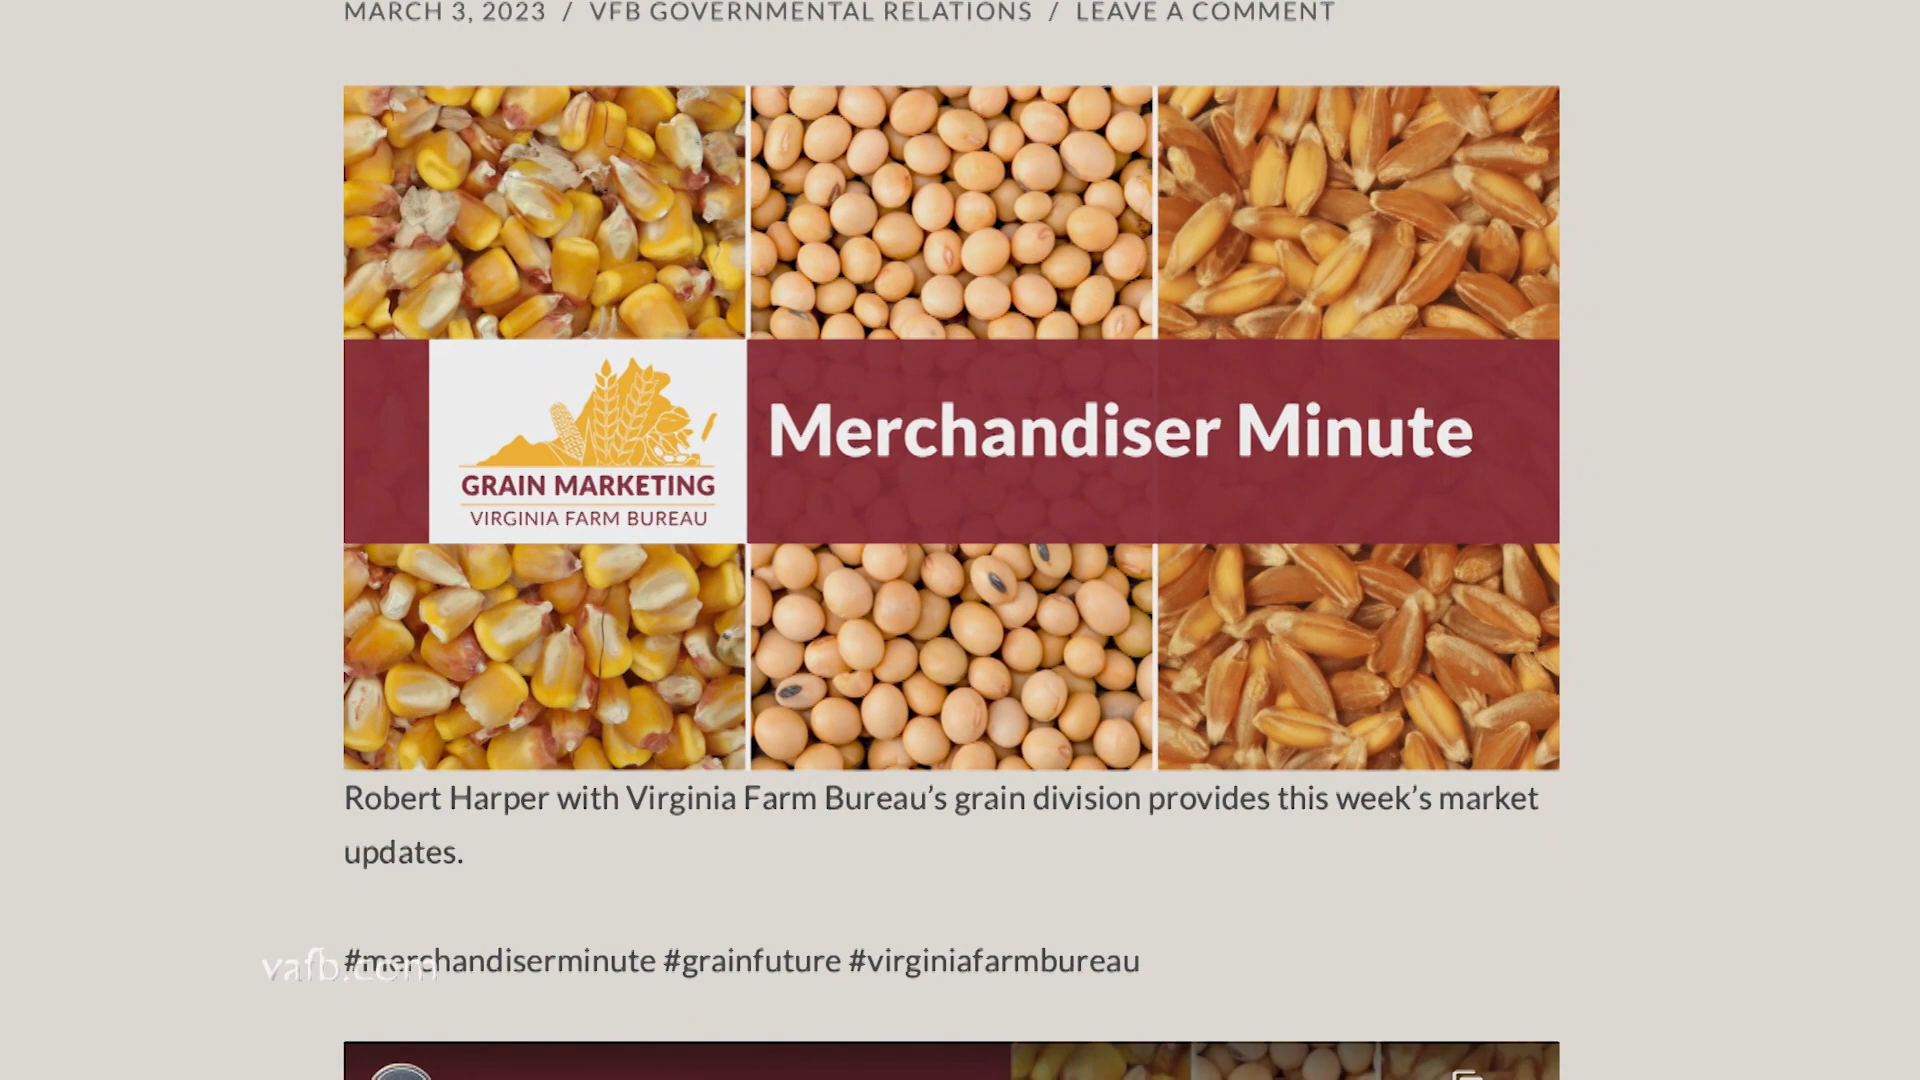 MARCH 3, 2023 / VFB GOVERNMENTAL RELATIONS / LEAVE A COMMENT
Merchandiser Minute
GRAIN MARKETING
VIRGINIA FARM BUREAU
Robert Harper with Virginia Farm Bureau’s grain division provides this week’s market
updates.
#merchandiserminute #grainfuture #virginiafarmbureau
vafb.com